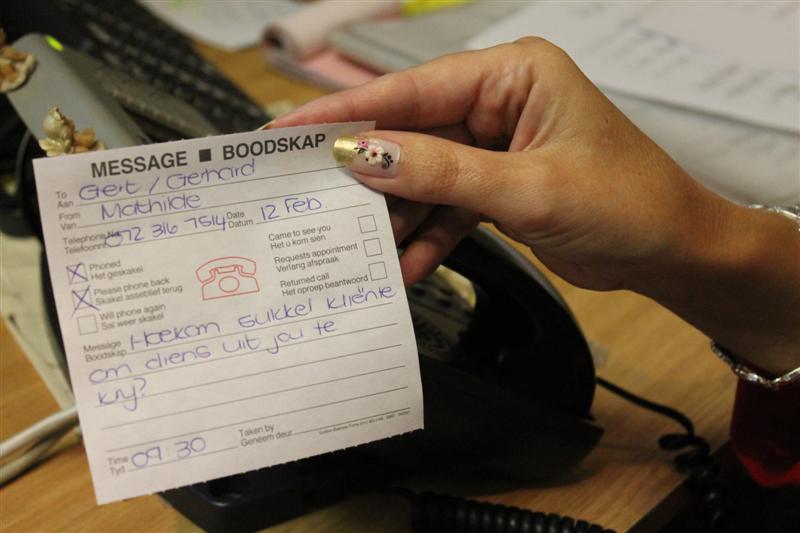 MESSAGE ■ BOODSKAP
To Aan Gert / Gerhard
From Van Mathilde
Telephone No Telefoonnr 072 316 7514 Date Datum 12 Feb.
Phoned
Het geskakel
Please phone back
Skakel asseblief terug
Will phone again
Sal weer skakel
Came to see you
Het u kom sien
Requests appointment
Verlang afspraak
Returned call
Het oproep beantwoord
Message Boodskap Hoekom sukkel kliënte
om diens uit jou te
kry?
Time Tyd 09:30 Taken by Geneem deur